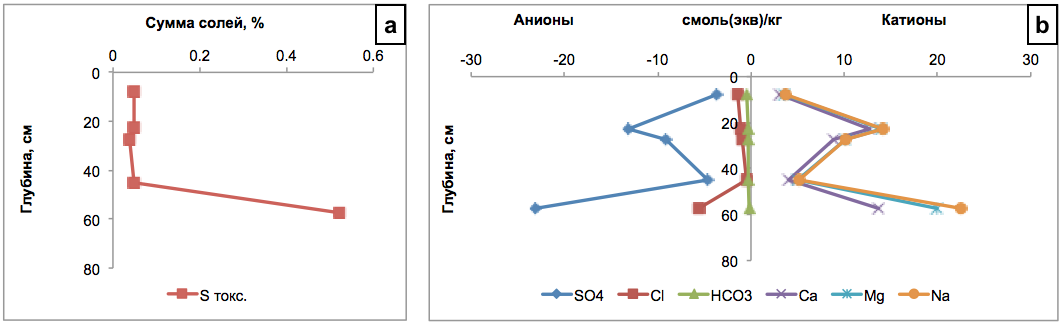 Сумма солей, %
a
0 0.2 0.4 0.6
0
20
40
60
80
Глубина, см
S токс.
Анионы смоль(экв)/кг Катионы
b
-30 -20 -10 0 10 20 30
0
20
40
60
80
Глубина, см
SO4 Cl HCO3 Ca Mg Na